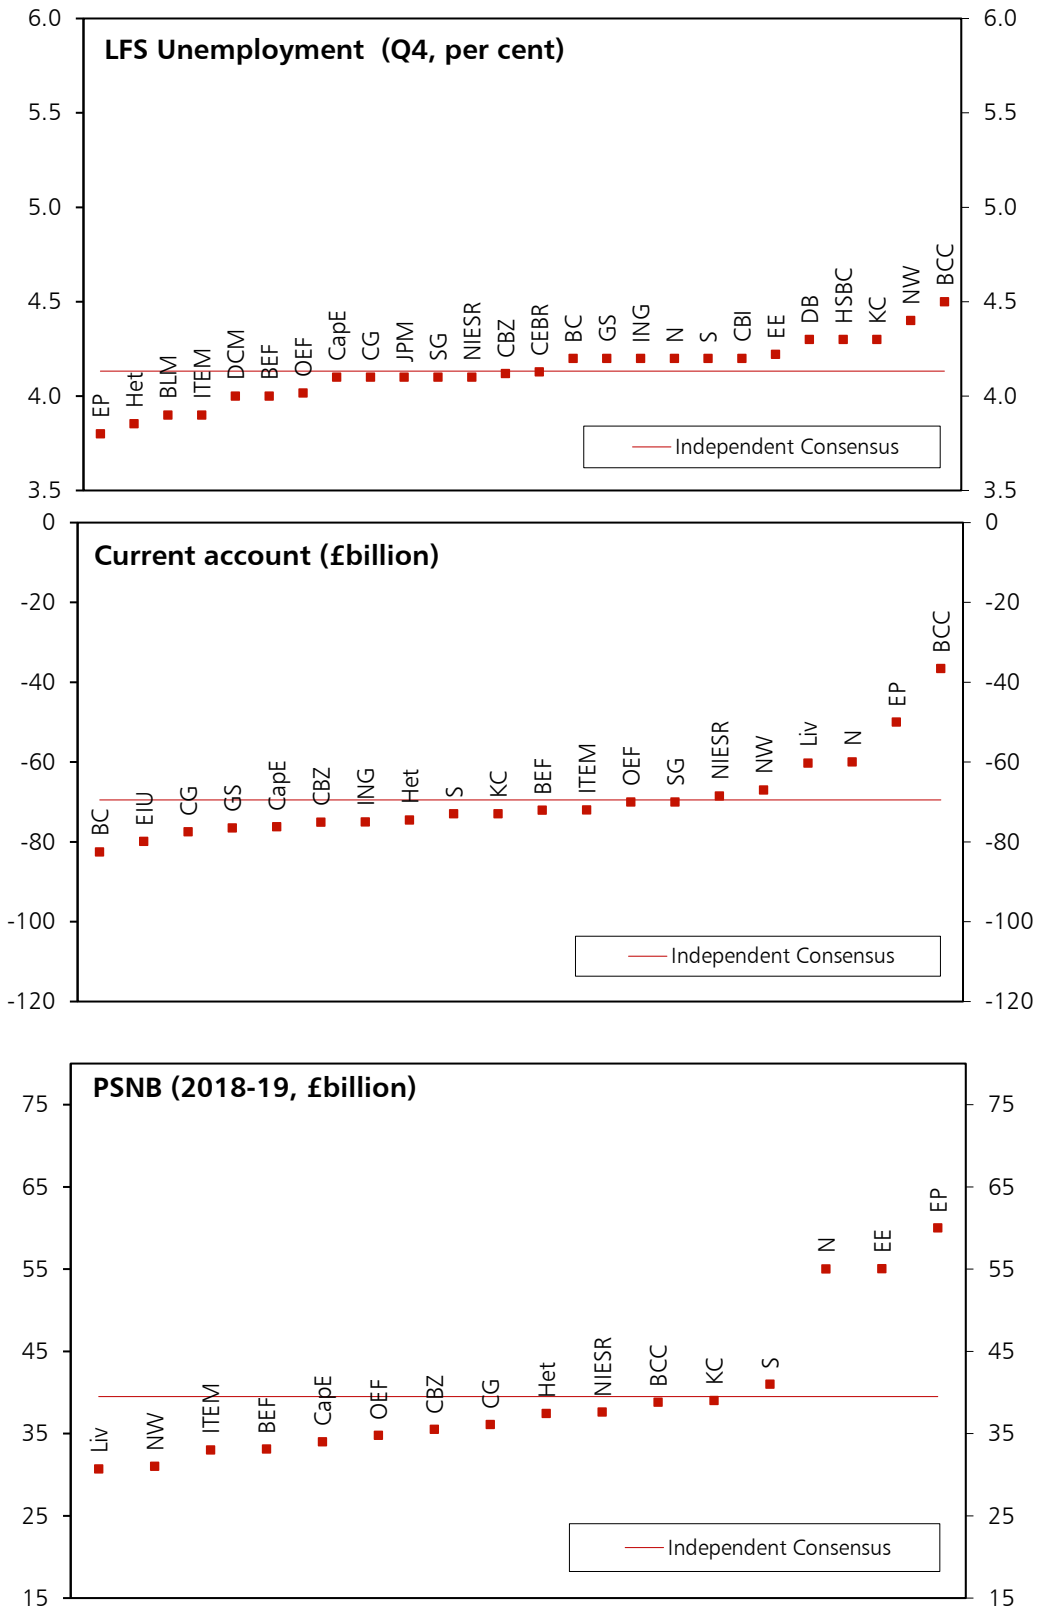 LFS Unemployment (Q4, per cent)
6.0 6.0
5.5 5.5
5.0 5.0
4.5 4.5
4.0 4.0
3.5 3.5
EP Het BLM ITEM DCM BEF OEF CapE CG JPM SG NIESR CBZ CEBR BC GS ING N S CBI EE DB HSBC KC NW BCC
Independent Consensus
Current account (£billion)
0 0
-20 -20
-40 -40
-60 -60
-80 -80
-100 -100
-120 -120
BC EIU CG GS CapE CBZ ING Het S KC BEF ITEM OEF SG NIESR NW Liv N EP BCC
Independent Consensus
PSNB (2018-19, £billion)
75 75
65 65
55 55
45 45
35 35
25 25
15 15
Liv NW ITEM BEF CapE OEF CBZ CG Het NIESR BCC KC S N EE EP
Independent Consensus